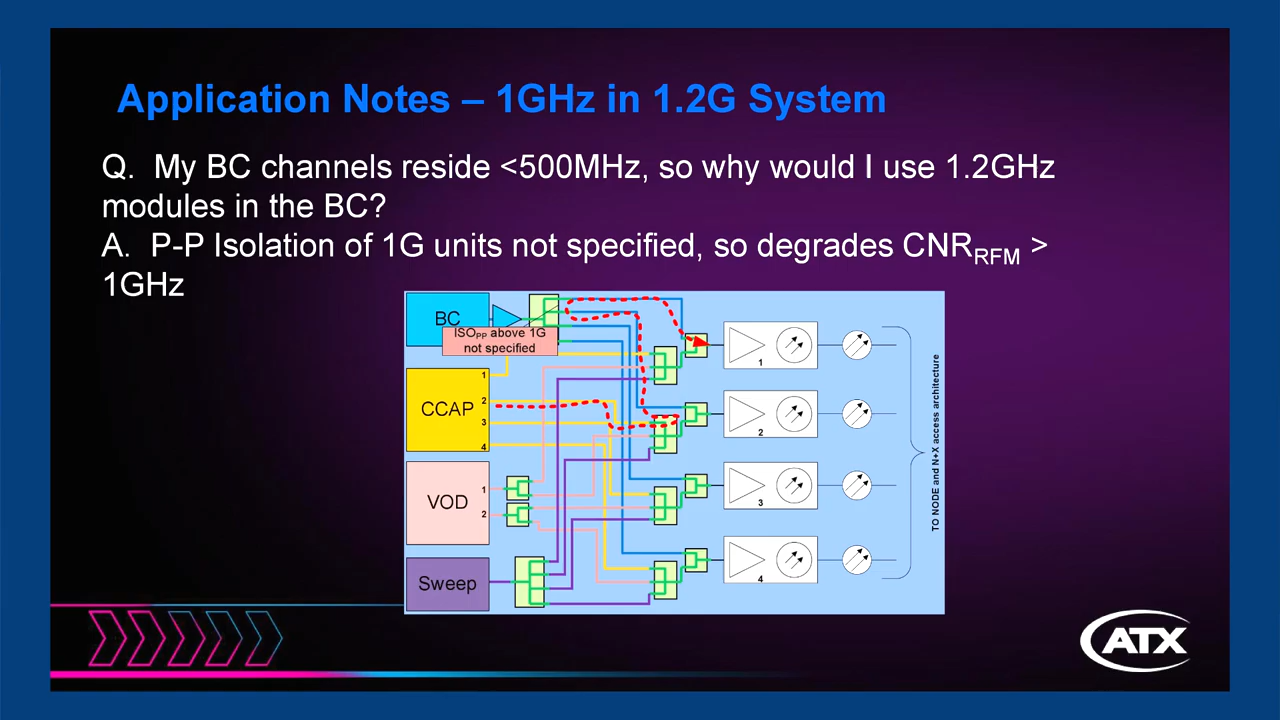 Application Notes – 1GHz in 1.2G System
Q. My BC channels reside <500MHz, so why would I use 1.2GHz
modules in the BC?
A. P-P Isolation of 1G units not specified, so degrades CNRRFM >
1GHz
BC
ISOPP above 1G
not specified
CCAP
1
2
3
4
VOD
1
2
Sweep
1
2
3
4
TO NODE and N+X access architecture
ATX